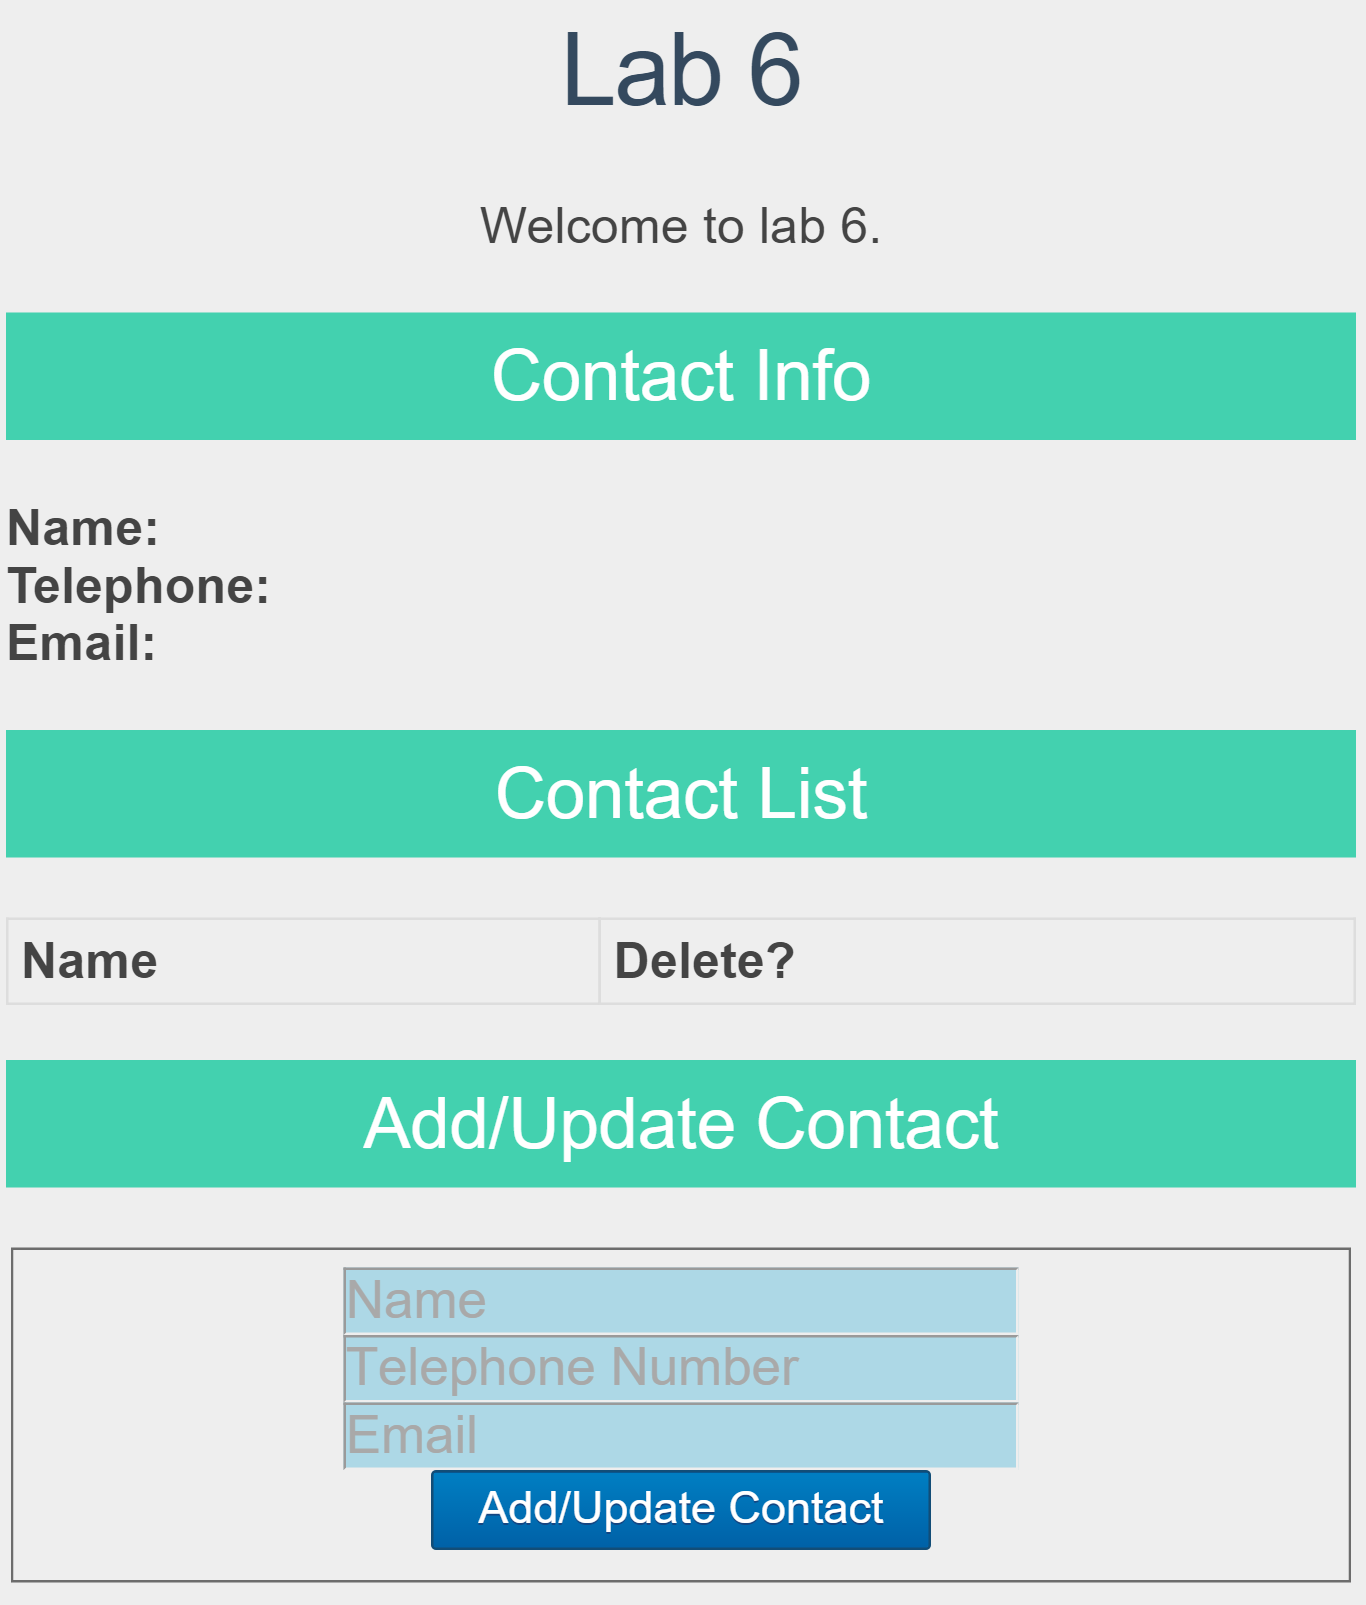 Lab 6
Welcome to lab 6.
Contact Info
Name:
Telephone:
Email:
Contact List
Name Delete?
Add/Update Contact
Name
Telephone Number
Email
Add/Update Contact